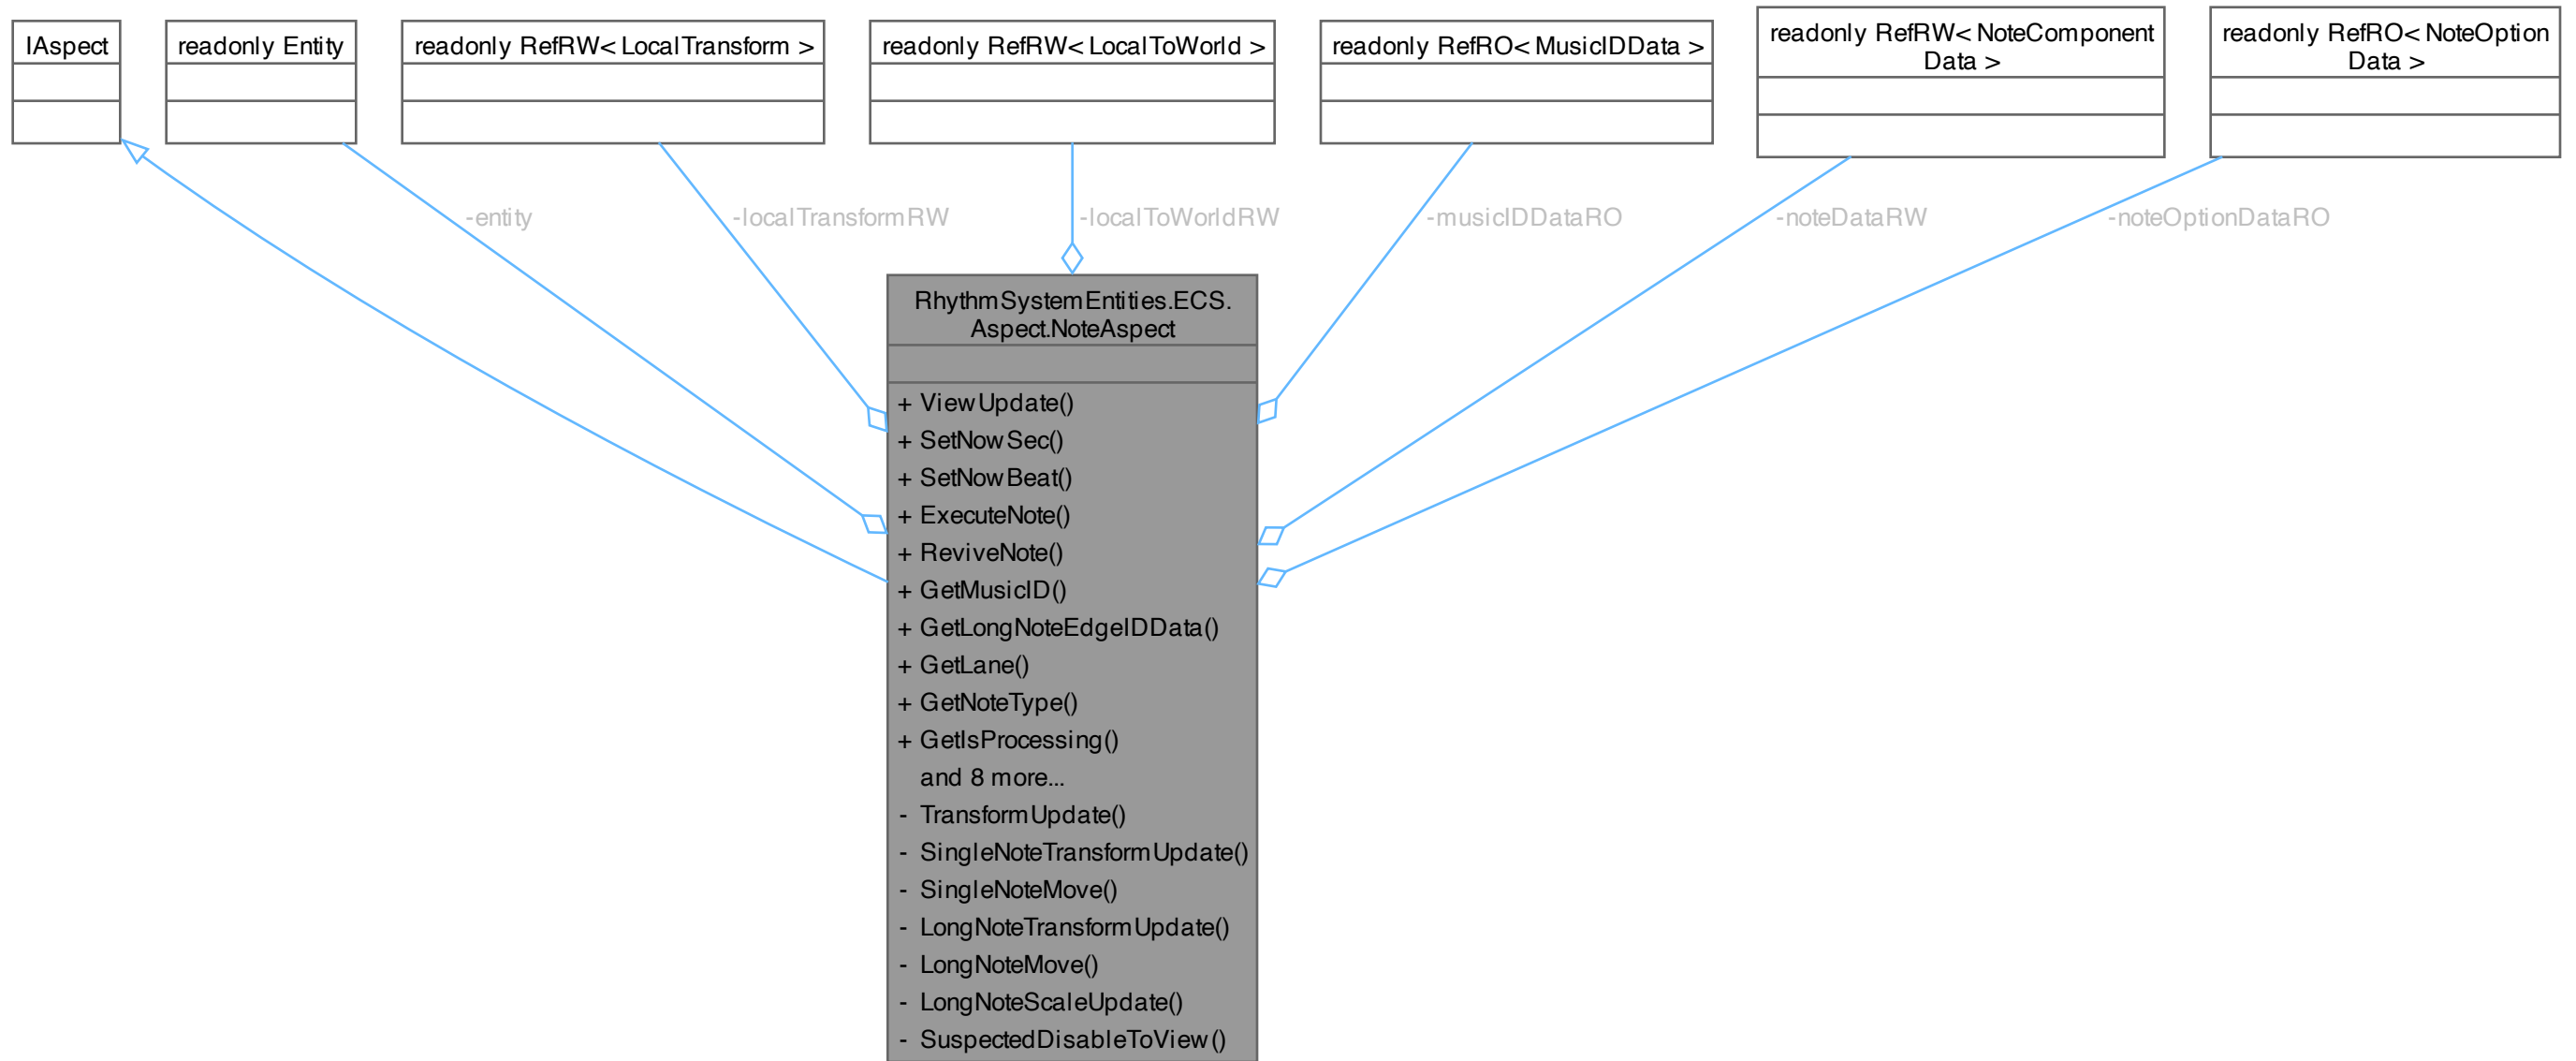 IAspect
readonly Entity
readonly RefRW< LocalTransform >
readonly RefRW< LocalToWorld >
readonly RefRO< MusicIDData >
readonly RefRW< NoteComponent
Data >
readonly RefRO< NoteOption
Data >
-entity
-localTransformRW
-localToWorldRW
-musicIDDataRO
-noteDataRW
-noteOptionDataRO
RhythmSystemEntities.ECS.
Aspect.NoteAspect
+ ViewUpdate()
+ SetNowSec()
+ SetNowBeat()
+ ExecuteNote()
+ ReviveNote()
+ GetMusicID()
+ GetLongNoteEdgeIDData()
+ GetLane()
+ GetNoteType()
+ GetIsProcessing()
and 8 more...
- TransformUpdate()
- SingleNoteTransformUpdate()
- SingleNoteMove()
- LongNoteTransformUpdate()
- LongNoteMove()
- LongNoteScaleUpdate()
- SuspectedDisableToView()